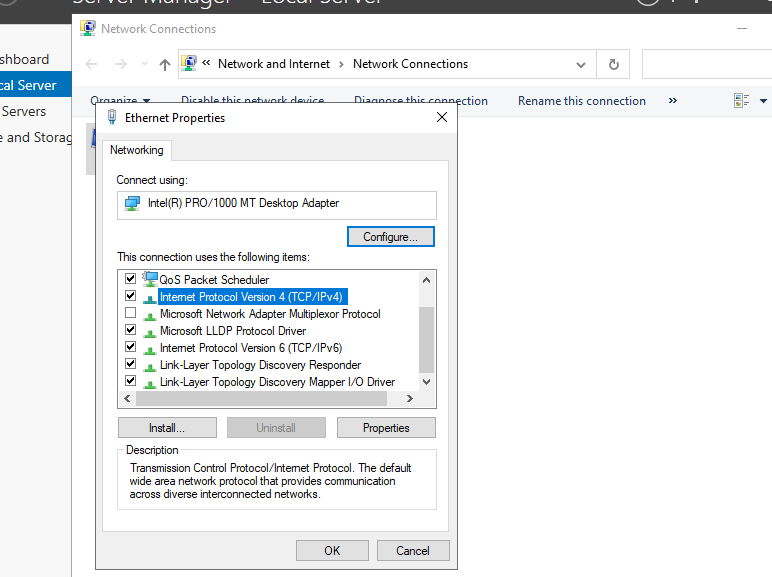 Server Manager
Local Server
Network Connections
shboard
Network and Internet
Network Connections
cal Server
Organize
Disable this network device
Diagnose this connection
Rename this connection
»
Servers
e and Storag
Ethernet Properties
Networking
Connect using:
Intel(R) PRO/1000 MT Desktop Adapter
Configure...
This connection uses the following items:
QoS Packet Scheduler
Internet Protocol Version 4 (TCP/IPv4)
Microsoft Network Adapter Multiplexor Protocol
Microsoft LLDP Protocol Driver
Internet Protocol Version 6 (TCP/IPv6)
Link-Layer Topology Discovery Responder
Link-Layer Topology Discovery Mapper I/O Driver
Install...
Uninstall
Properties
Description
Transmission Control Protocol/Internet Protocol. The default
wide area network protocol that provides communication
across diverse interconnected networks.
OK
Cancel